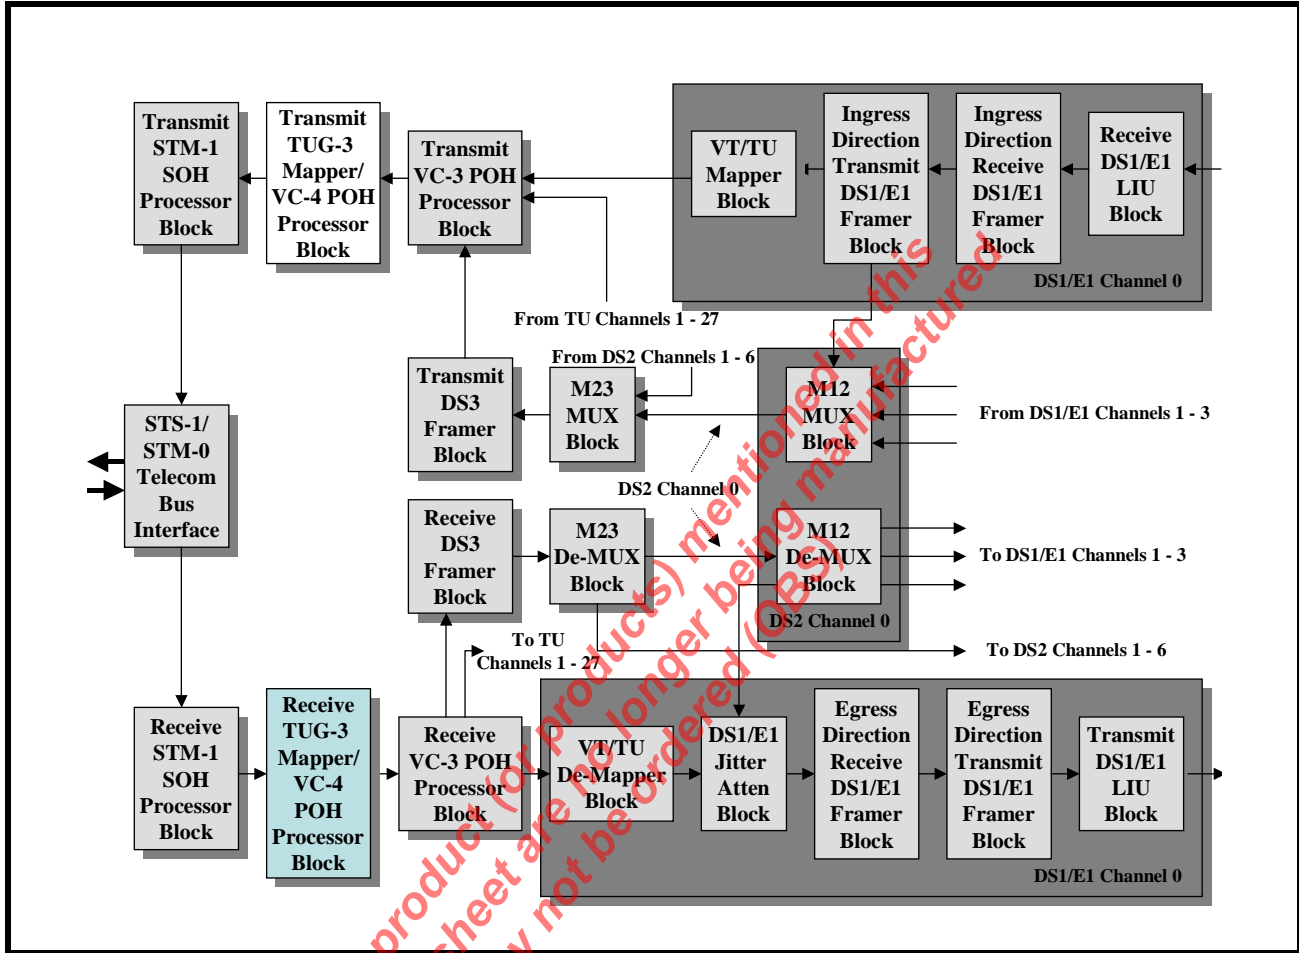 Transmit
STM-1
SOH
Processor
Block
Transmit
TUG-3
Mapper/
VC-4 POH
Processor
Block
Transmit
VC-3 POH
Processor
Block
VT/TU
Mapper
Block
Ingress
Direction
Transmit
DS1/E1
Framer
Block
Ingress
Direction
Receive
DS1/E1
Framer
Block
Receive
DS1/E1
LIU
Block
DS1/E1 Channel 0
From TU Channels 1 - 27
From DS2 Channels 1 - 6
Transmit
DS3
Framer
Block
M23
MUX
Block
M12
MUX
Block
From DS1/E1 Channels 1 - 3
STS-1/
STM-0
Telecom
Bus
Interface
DS2 Channel 0
Receive
DS3
Framer
Block
M23
De-MUX
Block
M12
De-MUX
Block
To DS1/E1 Channels 1 - 3
DS2 Channel 0
To TU
Channels 1 - 27
To DS2 Channels 1 - 6
Receive
STM-1
SOH
Processor
Block
Receive
TUG-3
Mapper/
VC-4
POH
Processor
Block
Receive
VC-3 POH
Processor
Block
VT/TU
De-Mapper
Block
DS1/E1
Jitter
Atten
Block
Egress
Direction
Receive
DS1/E1
Framer
Block
Egress
Direction
Transmit
DS1/E1
Framer
Block
Transmit
DS1/E1
LIU
Block
DS1/E1 Channel 0
product (or products) mentioned in this
sheet are no longer being manufactured
y not be ordered (OBS)